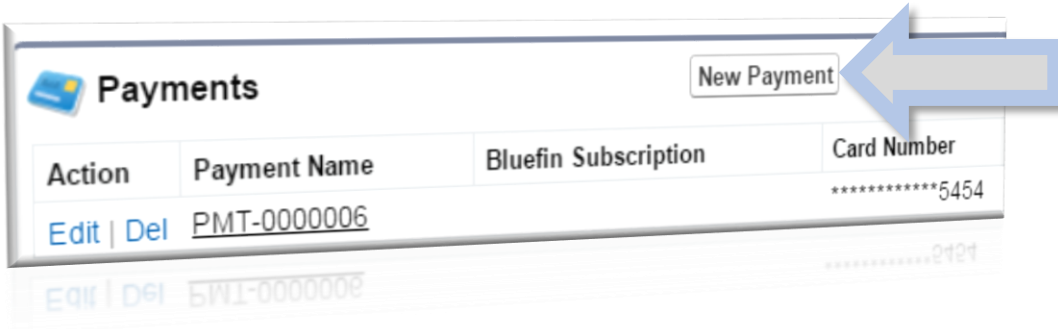 Payments
New Payment
Action Payment Name Bluefin Subscription Card Number
Edit | Del PMT-0000006 ************5454